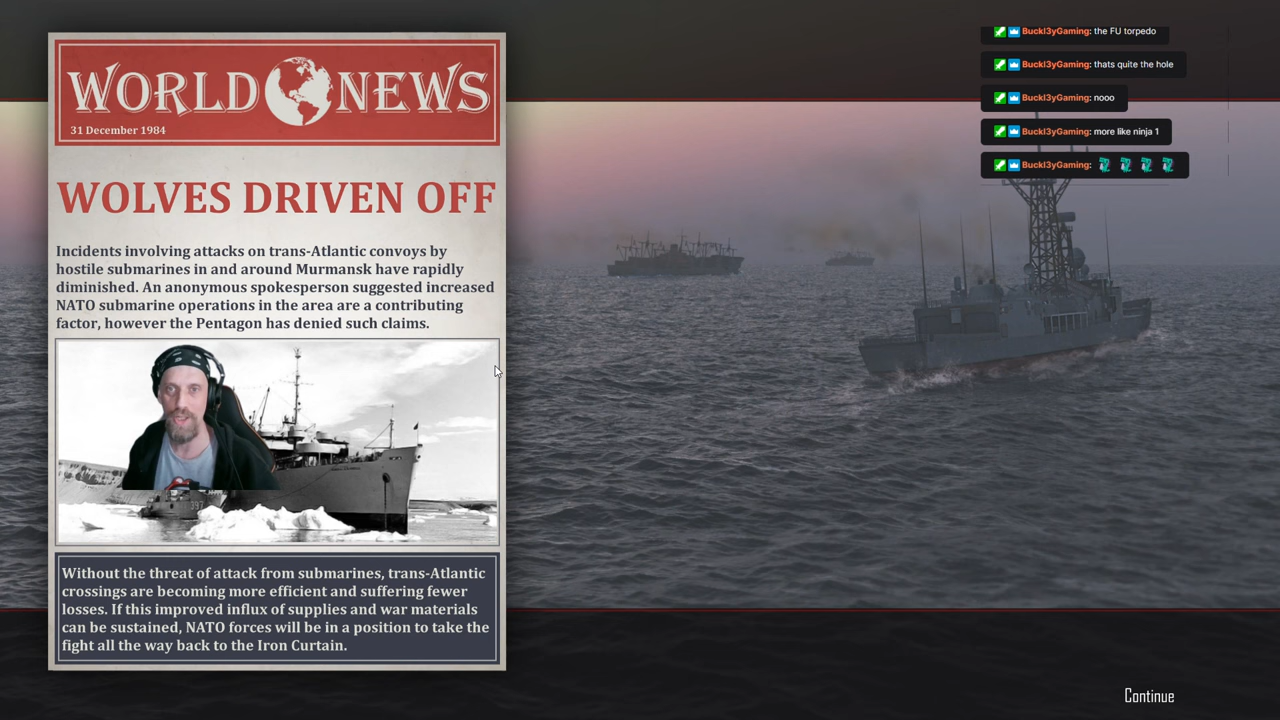 WORLD NEWS
31 December 1984
WOLVES DRIVEN OFF
Incidents involving attacks on trans-Atlantic convoys by
hostile submarines in and around Murmansk have rapidly
diminished. An anonymous spokesperson suggested increased
NATO submarine operations in the area are a contributing
factor, however the Pentagon has denied such claims.
397
Without the threat of attack from submarines, trans-Atlantic
crossings are becoming more efficient and suffering fewer
losses. If this improved influx of supplies and war materials
can be sustained, NATO forces will be in a position to take the
fight all the way back to the Iron Curtain.
Buckl3yGaming: the FU torpedo
Buckl3yGaming: thats quite the hole
Buckl3yGaming: nooo
Buckl3yGaming: more like ninja 1
Buckl3yGaming:
Continue